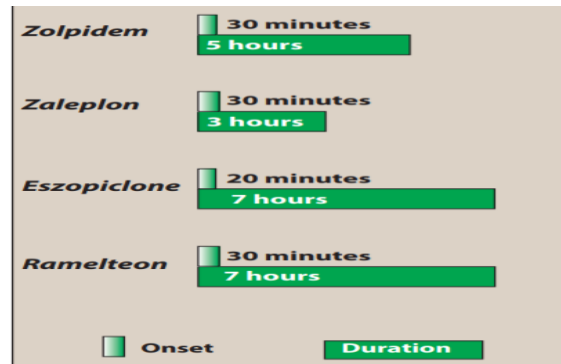 Zolpidem
30 minutes
5 hours
Zaleplon
30 minutes
3 hours
Eszopiclone
20 minutes
7 hours
Ramelteon
30 minutes
7 hours
Onset
Duration